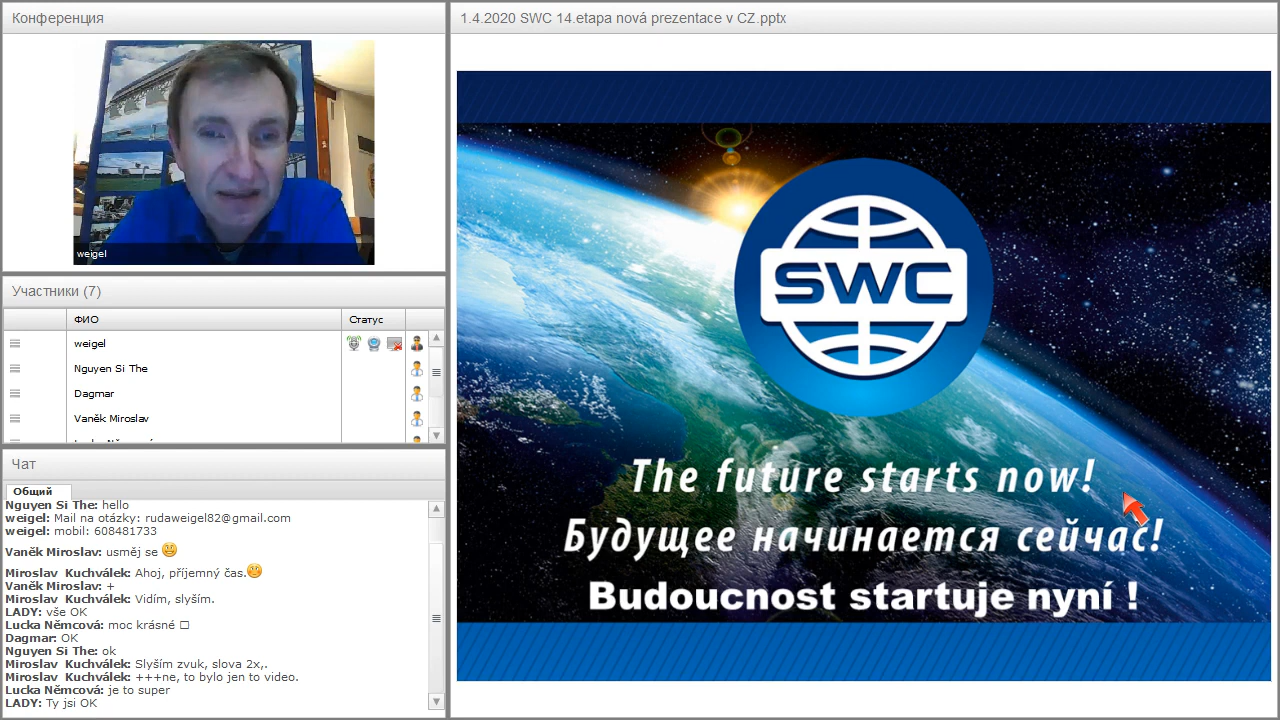 Конференция
weigel
Участники (7)
ФИО
Статус
weigel
Nguyen Si The
Dagmar
Vaněk Miroslav
Чат
Общий
Nguyen Si The: hello
weigel: Mail na otázky: rudaweigel82@gmail.com
weigel: mobil: 608481733
Vaněk Miroslav: usměj se
Miroslav Kuchválek: Ahoj, příjemný čas.
Vaněk Miroslav: +
Miroslav Kuchválek: Vidím, slyším.
LADY: vše OK
Lucka Němcová: moc krásné □
Dagmar: OK
Nguyen Si The: ok
Miroslav Kuchválek: Slyším zvuk, slova 2x,.
Miroslav Kuchválek: +++ne, to bylo jen to video.
Lucka Němcová: je to super
LADY: Ty jsi OK
1.4.2020 SWC 14.etapa nová prezentace v CZ.pptx
SWC
The future starts now!
Будущее начинается сейчас!
Budoucnost startuje nyní !